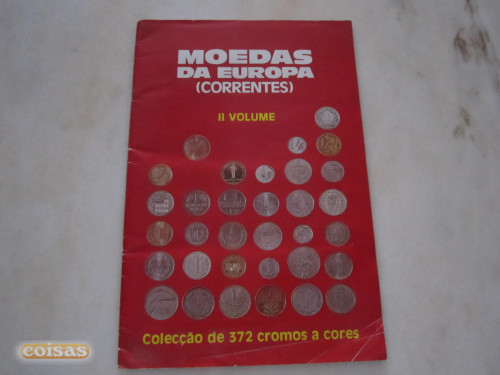 MOEDAS
DA EUROPA
(CORRENTES)
II VOLUME
Colecção de 372 cromos a cores
coisas